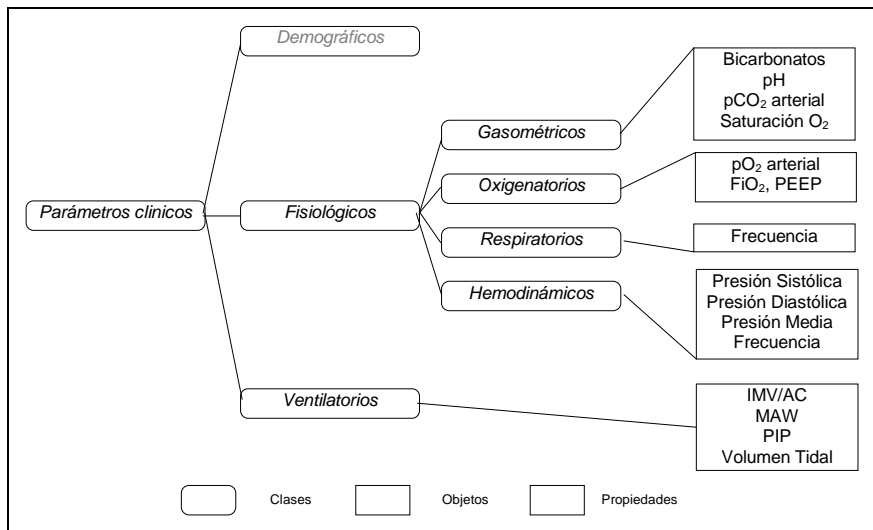 Demográficos
Bicarbonatos
pH
pCO₂ arterial
Saturación O₂
Gasométricos
pO₂ arterial
FiO₂, PEEP
Oxigenatorios
Parámetros clinicos
Fisiológicos
Respiratorios
Frecuencia
Hemodinámicos
Presión Sistólica
Presión Diastólica
Presión Media
Frecuencia
Ventilatorios
IMV/AC
MAW
PIP
Volumen Tidal
Clases
Objetos
Propiedades